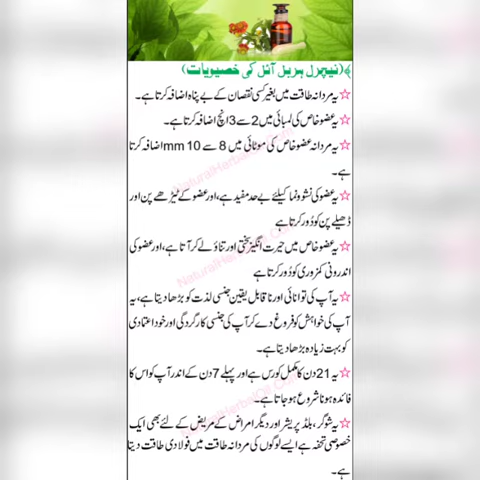 (نیچرل ہربل آئل کی خصیوبات)
☆ یہ مردانہ طاقت میں بغیر کسی نقصان کے بے پناہ اضافہ کرتا ہے۔
☆ یہ عضو خاص کی لمبائی میں 2 سے 3 انچ اضافہ کرتا ہے۔
☆ یہ مردانہ عضو خاص کی موٹائی میں 8 سے 10 mm اضافہ کرتا
ہے۔
☆ یہ عضو کی نشوونما کیلئے بے حد مفید ہے، اور عضو کے ٹیڑھے پن اور
ڈھیلے پن کو دُور کرتا ہے
☆ یہ عضو خاص میں حیرت انگیز سختی اور تناؤ لے کر آتا ہے، اور عضو کی
اندرونی کمزوری کو دُور کرتا ہے
☆ یہ آپ کی توانائی اور ناقابل یقین جنسی لذت کو بڑھا دیتا ہے، یہ
آپ کی خواہش کو فروغ دے کر آپ کی جنسی کارگردگی اور خود اعتمادی
کو بہت زیادہ بڑھا دیتا ہے۔
☆ یہ 21 دن کا مکمل کورس ہے اور پہلے 7 دن کے اندر آپ کو اس کا
فائدہ ہونا شروع ہو جاتا ہے۔
☆ یہ شوگر، بلڈ پریشر اور دیگر امراض کے مریض کے لئے بھی ایک
خصوصی تحفہ ہے ایسے لوگوں کی مردانہ طاقت میں فولادی طاقت دیتا
ہے۔